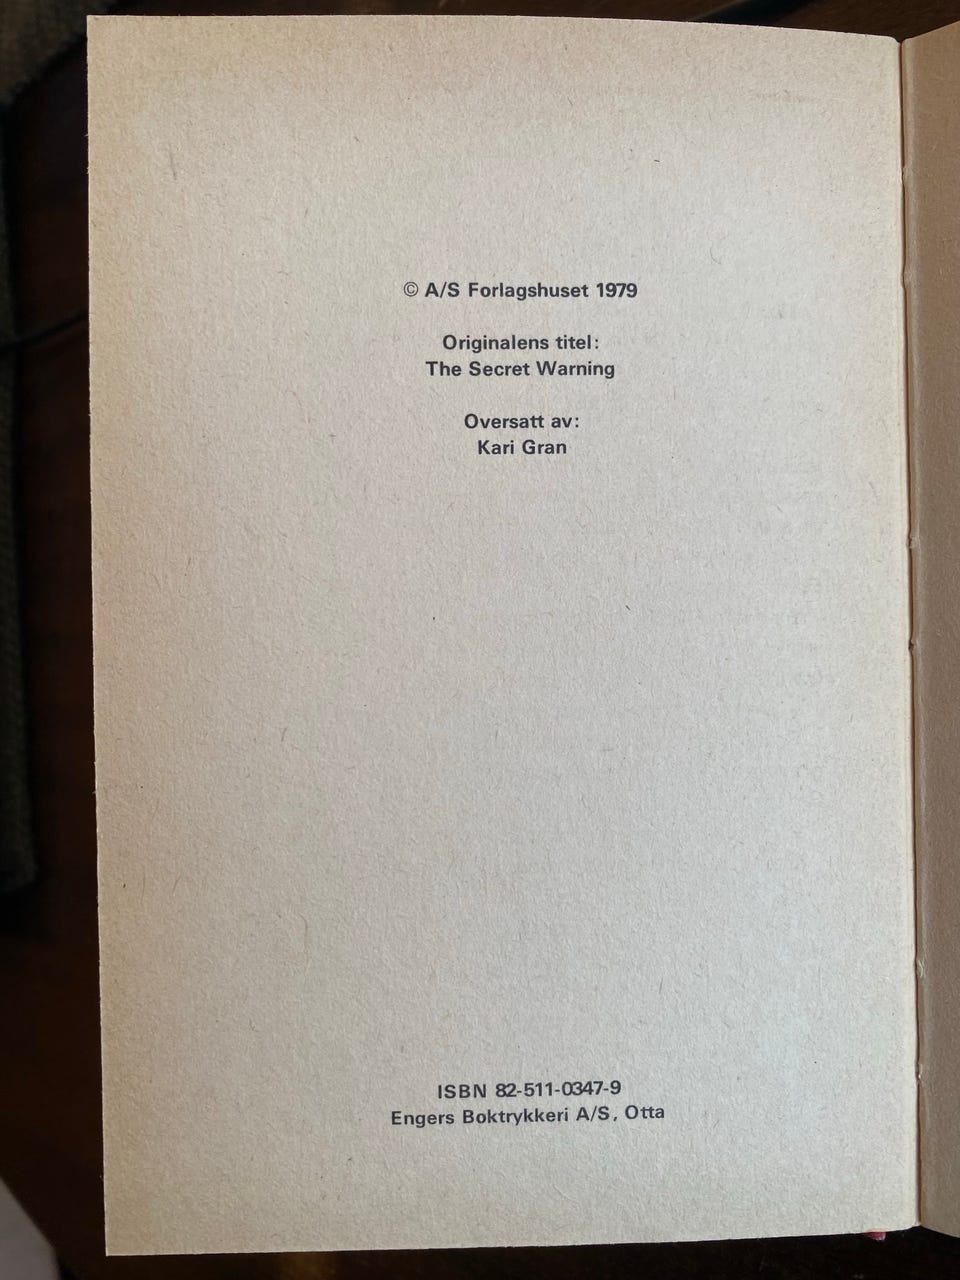 © A/S Forlagshuset 1979
Originalens titel:
The Secret Warning
Oversatt av:
Kari Gran
ISBN 82-511-0347-9
Engers Boktrykkeri A/S, Otta